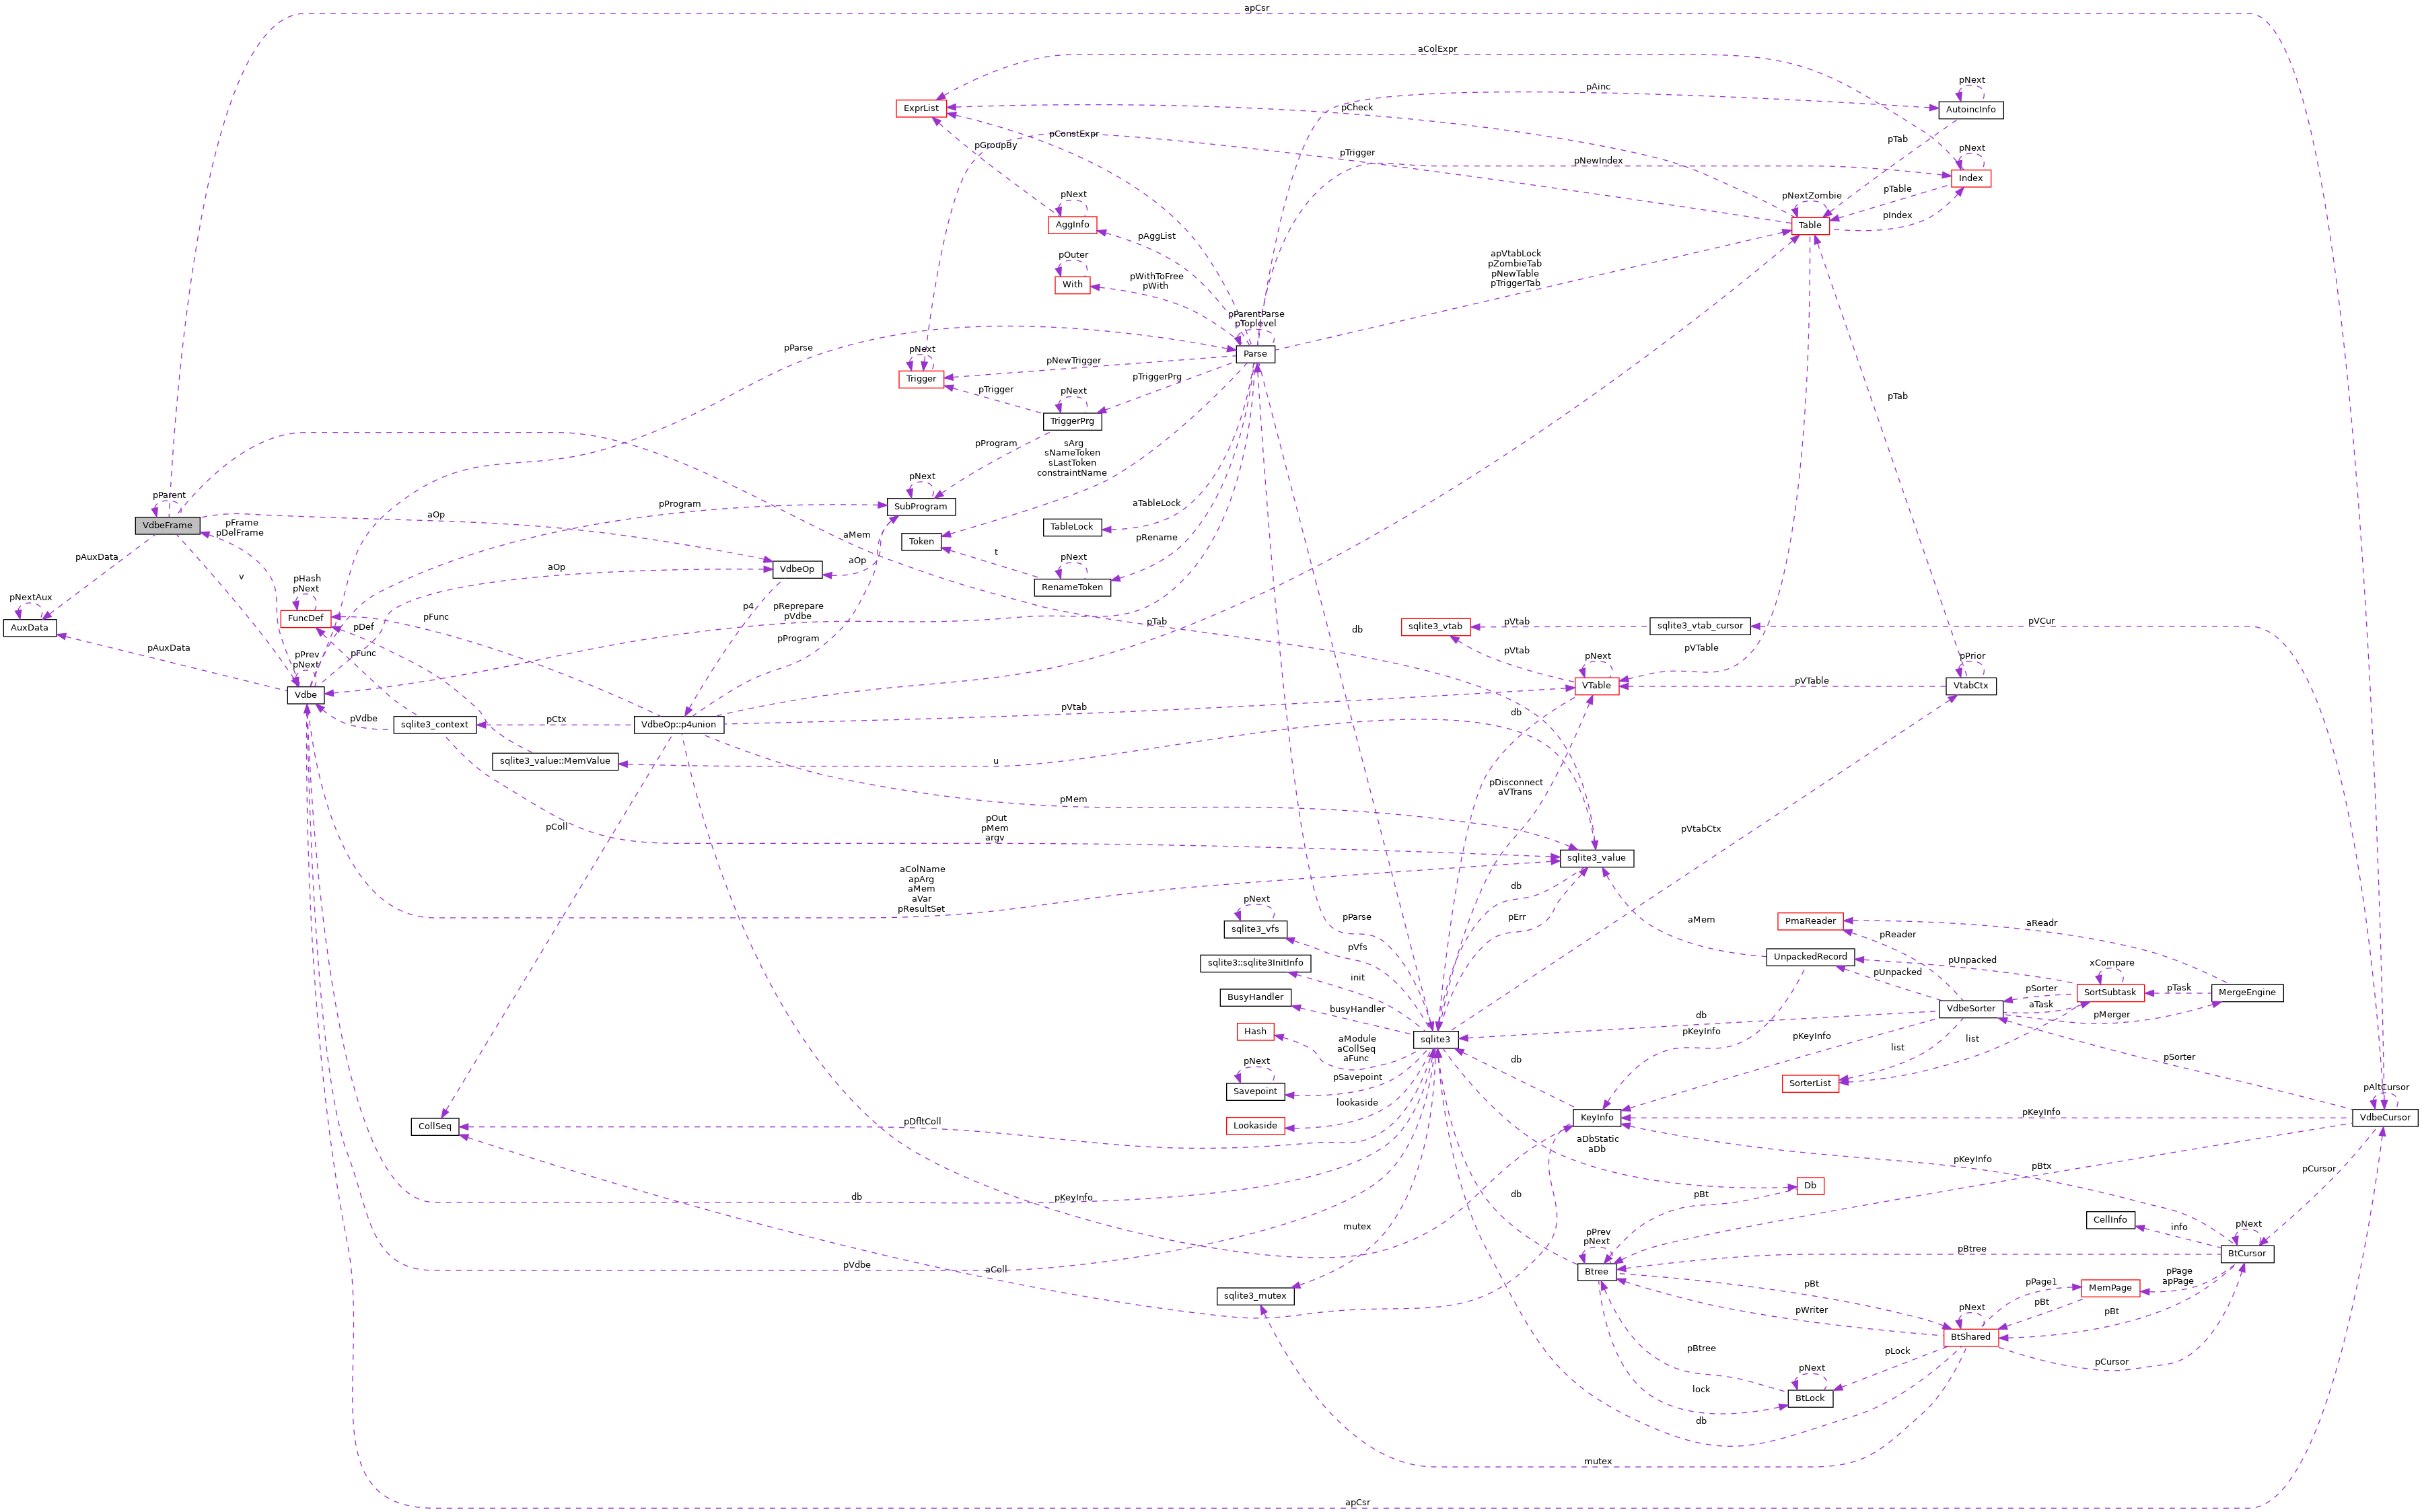 apCsr
aColExpr
pNext
pAinc
ExprList
pCheck
AutoincInfo
pConstExpr
pGroupBy
pTrigger
pNewIndex
pTab
pNext
Index
pNext
pNextZombie
pTable
pIndex
AggInfo
Table
pAggList
pOuter
With
pWithToFree
pWith
apVtabLock
pZombieTab
pNewTable
pTriggerTab
pParentParse
pToplevel
pParse
Parse
pNext
Trigger
pNewTrigger
pTriggerPrg
pTrigger
pNext
TriggerPrg
pTab
pProgram
sArg
sNameToken
sLastToken
constraintName
pNext
SubProgram
pParent
VdbeFrame
pProgram
aOp
pFrame
pDelFrame
aTableLock
TableLock
aMem
Token
pRename
t
pNext
RenameToken
pAuxData
v
aOp
aOp
VdbeOp
pHash
pNext
FuncDef
pNextAux
AuxData
p4
pReprepare
pVdbe
pFunc
pDef
pProgram
pTab
db
sqlite3_vtab
pVtab
sqlite3_vtab_cursor
pVCur
pAuxData
pFunc
pPrev
pNext
Vdbe
pVtab
pNext
VTable
pVTable
pVTable
pPrior
VtabCtx
pVdbe
sqlite3_context
pCtx
VdbeOp::p4union
pVtab
db
sqlite3_value::MemValue
u
pDisconnect
aVTrans
pMem
pColl
pOut
pMem
argv
pVtabCtx
sqlite3_value
aColName
apArg
aMem
aVar
pResultSet
db
pErr
pParse
pNext
sqlite3_vfs
pVfs
aMem
PmaReader
aReadr
pReader
sqlite3::sqlite3InitInfo
init
UnpackedRecord
pUnpacked
xCompare
pUnpacked
SortSubtask
pSorter
pTask
MergeEngine
BusyHandler
busyHandler
VdbeSorter
aTask
pMerger
db
Hash
aModule
aCollSeq
aFunc
sqlite3
pKeyInfo
pKeyInfo
list
list
db
pNext
Savepoint
pSavepoint
SorterList
pSorter
pAltCursor
VdbeCursor
lookaside
Lookaside
KeyInfo
pKeyInfo
CollSeq
pDfltColl
aDbStatic
aDb
pKeyInfo
pBtx
pCursor
Db
pBt
db
pKeyInfo
db
mutex
CellInfo
info
pNext
BtCursor
pBtree
pPrev
pNext
Btree
pVdbe
aColl
sqlite3_mutex
pBt
pPage1
MemPage
pPage
apPage
pBt
pBt
pWriter
pNext
BtShared
pBtree
pLock
pCursor
pNext
BtLock
lock
db
mutex
apCsr